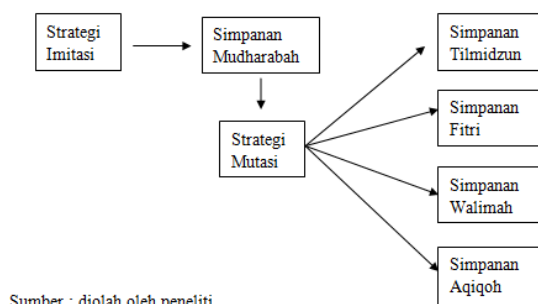 Strategi
Imitasi
Simpanan
Mudharabah
Strategi
Mutasi
Simpanan
Tilmidzun
Simpanan
Fitri
Simpanan
Walimah
Simpanan
Aqiqoh
Sumber : diolah oleh peneliti